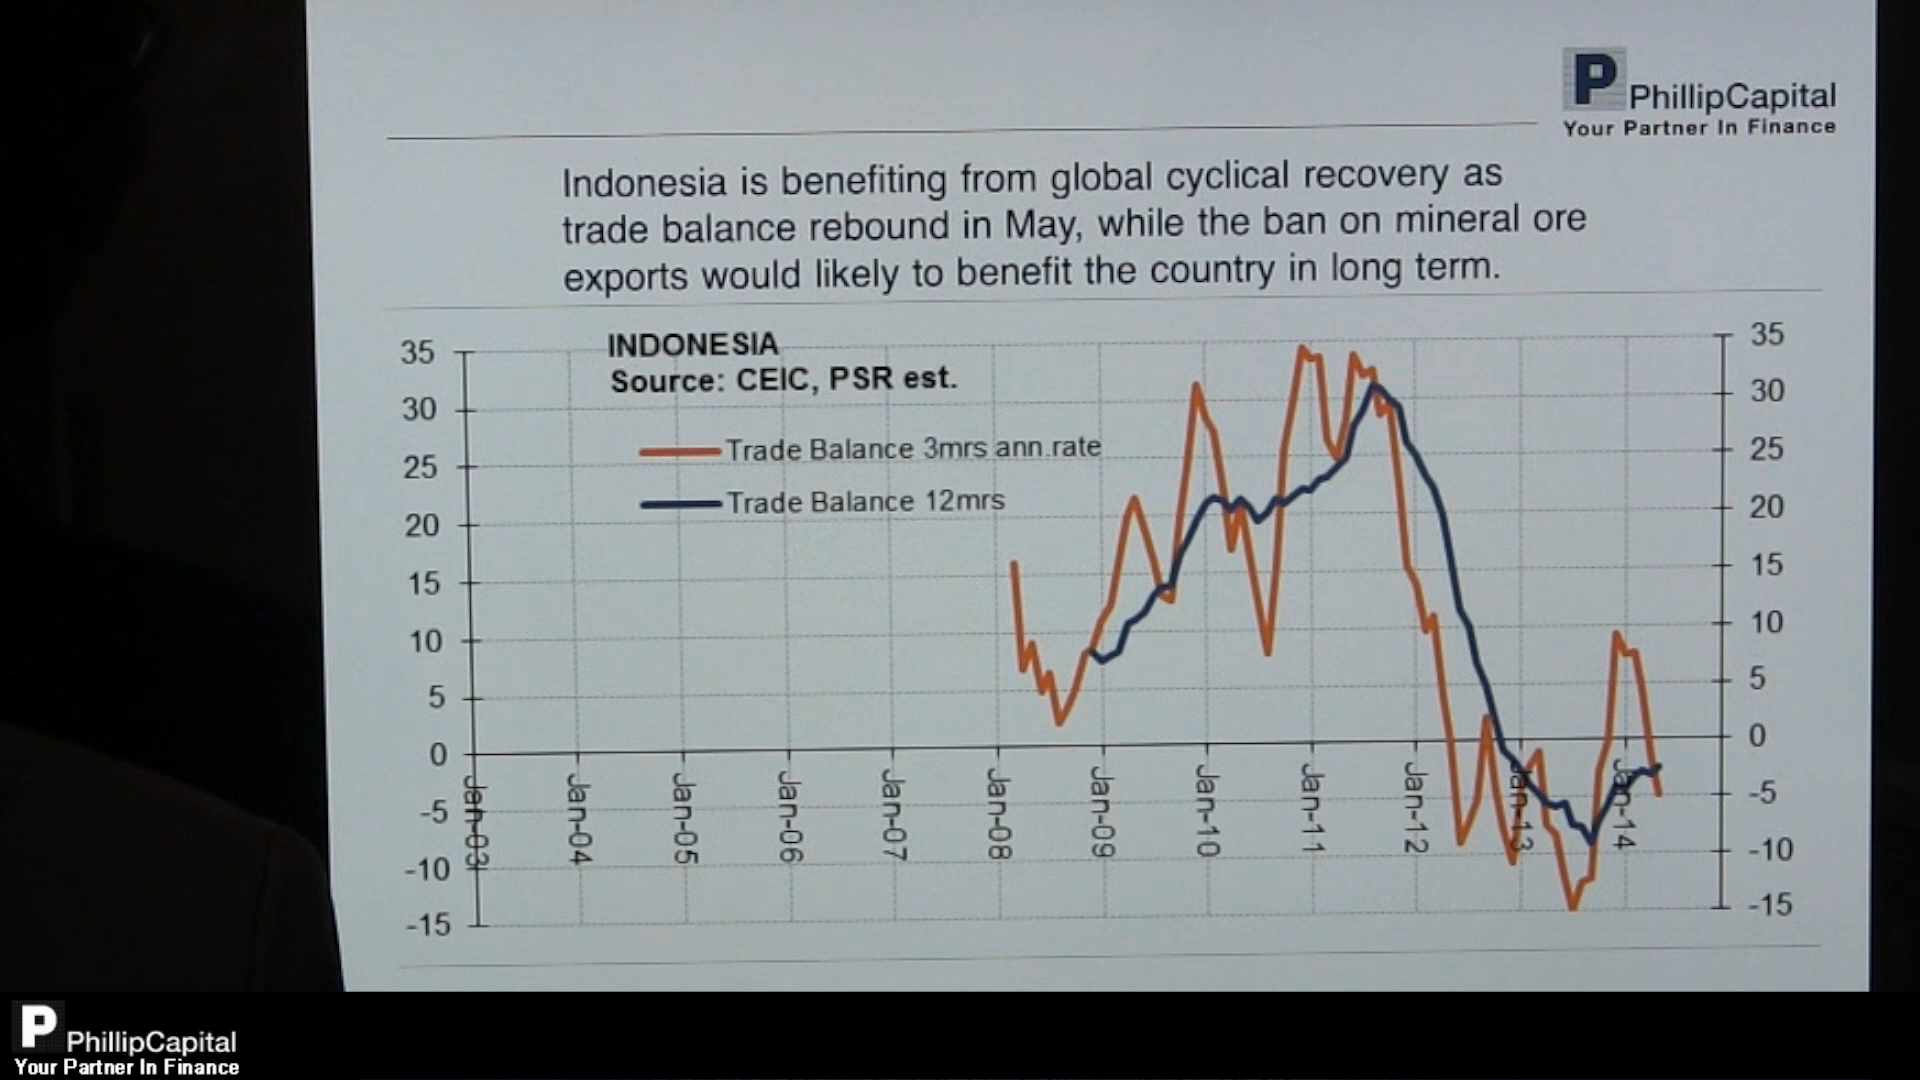 P PhillipCapital
Your Partner In Finance
Indonesia is benefiting from global cyclical recovery as
trade balance rebound in May, while the ban on mineral ore
exports would likely to benefit the country in long term.
INDONESIA
Source: CEIC, PSR est.
Trade Balance 3mrs ann.rate
Trade Balance 12mrs
35 35
30 30
25 25
20 20
15 15
10 10
5 5
0 0
-5 -5
-10 -10
-15 -15
Jan-03 Jan-04 Jan-05 Jan-06 Jan-07 Jan-08 Jan-09 Jan-10 Jan-11 Jan-12 Jan-13 Jan-14
P PhillipCapital
Your Partner In Finance